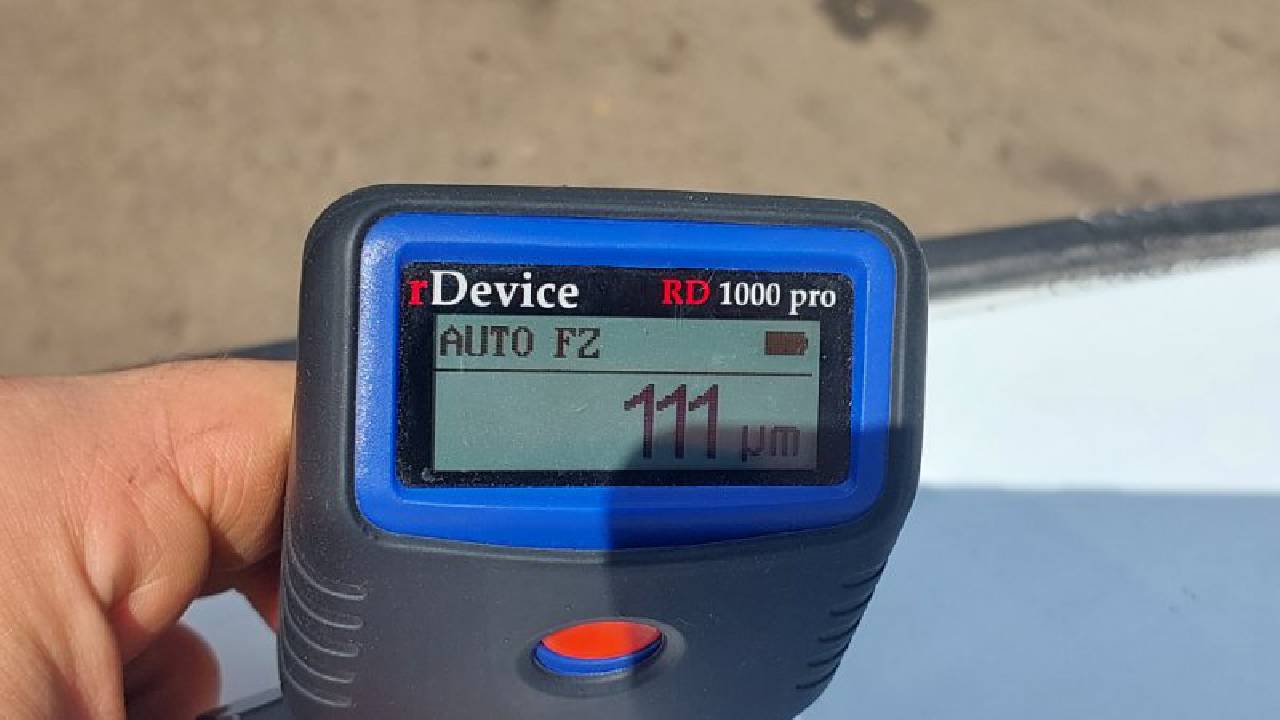 rDevice RD 1000 pro
AUTO FZ
111 µm